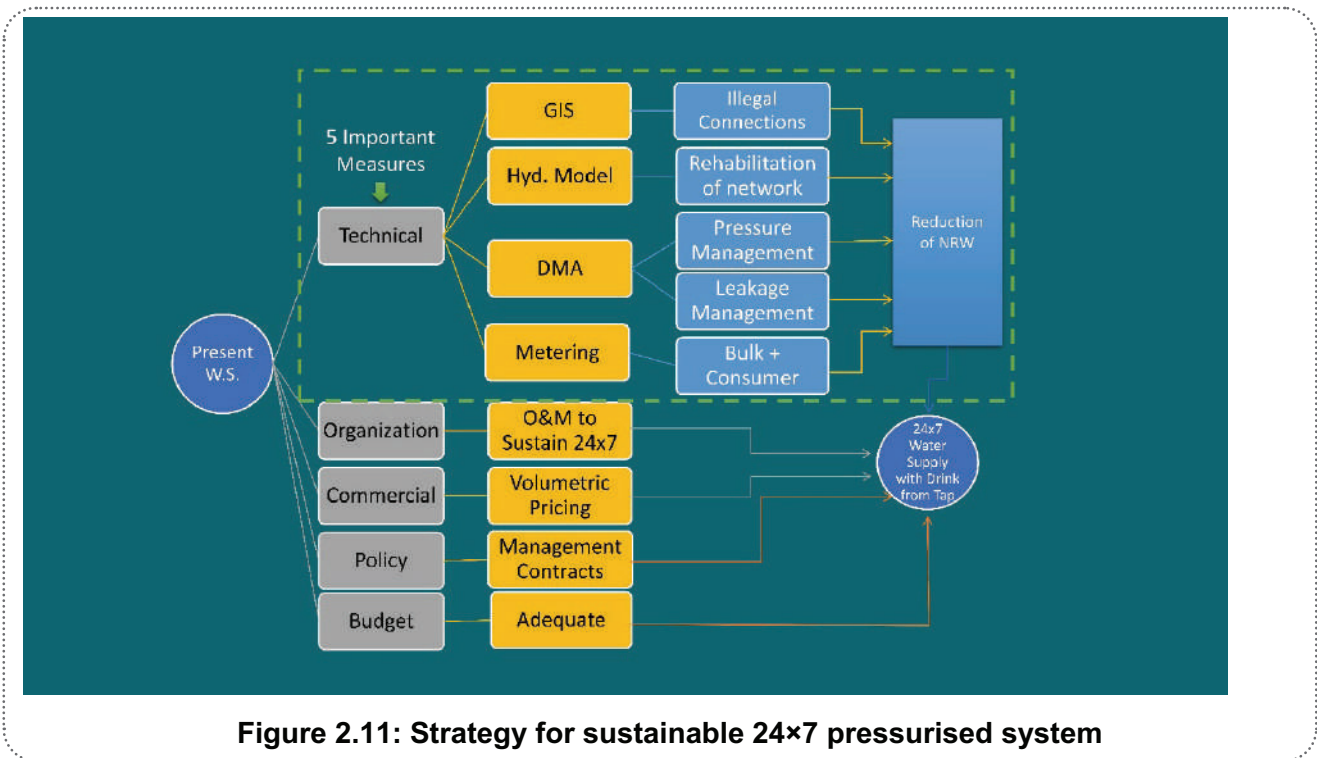 5 Important
Measures
Technical
GIS
Hyd. Model
DMA
Metering
Illegal
Connections
Rehabilitation
of network
Pressure
Management
Leakage
Management
Bulk +
Consumer
Reduction
of NRW
Present
W.S.
Organization
O&M to
Sustain 24x7
Commercial
Volumetric
Pricing
Policy
Management
Contracts
Budget
Adequate
24x7
Water
Supply
with Drink
from Tap
Figure 2.11: Strategy for sustainable 24×7 pressurised system